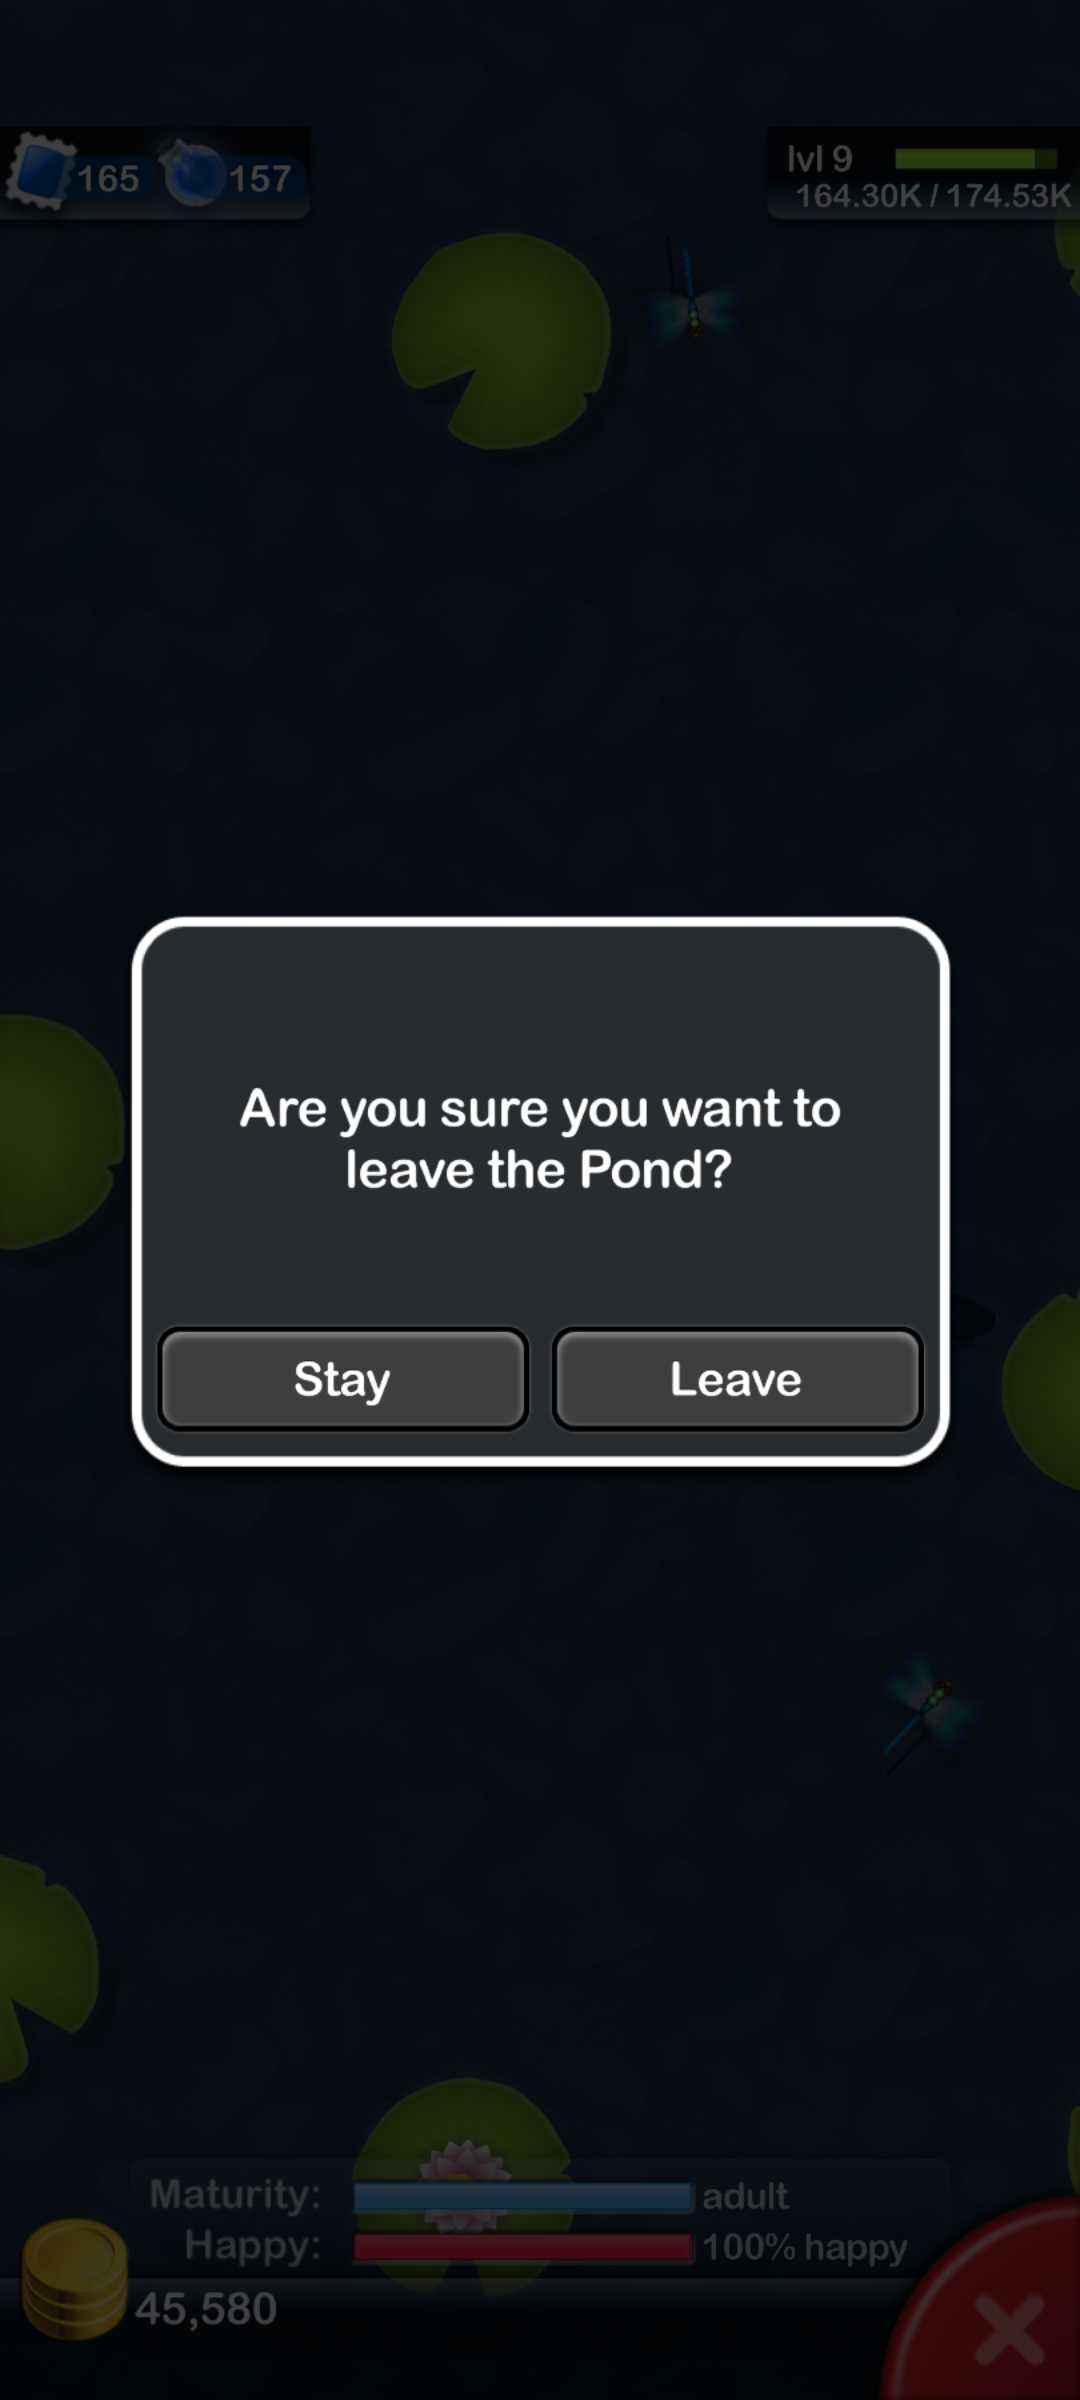 165 157
lvl 9
164.30K / 174.53K
Are you sure you want to
leave the Pond?
Stay Leave
Maturity: adult
Happy: 100% happy
45,580